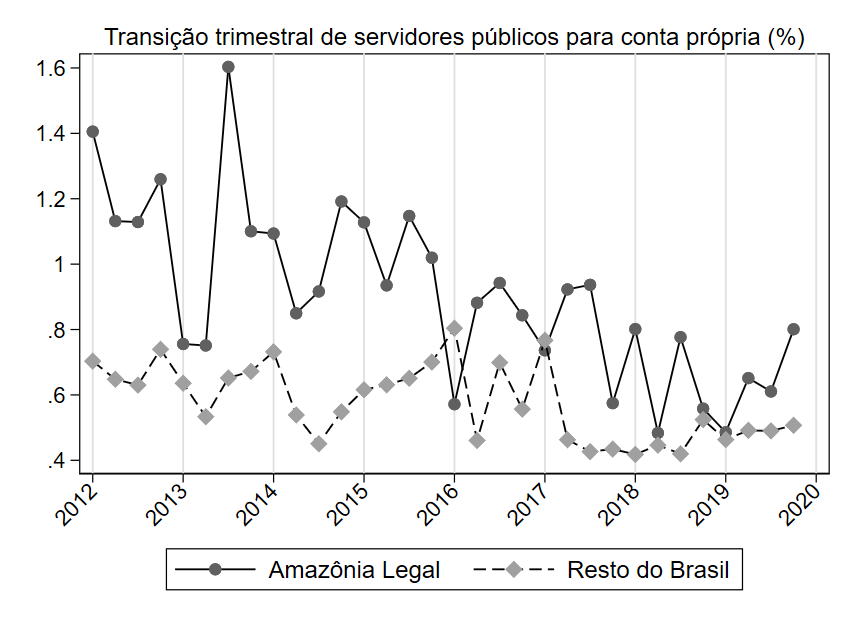 Transição trimestral de servidores públicos para conta própria (%)
1.6
1.4
1.2
1
.8
.6
.4
2012 2013 2014 2015 2016 2017 2018 2019 2020
Amazônia Legal Resto do Brasil